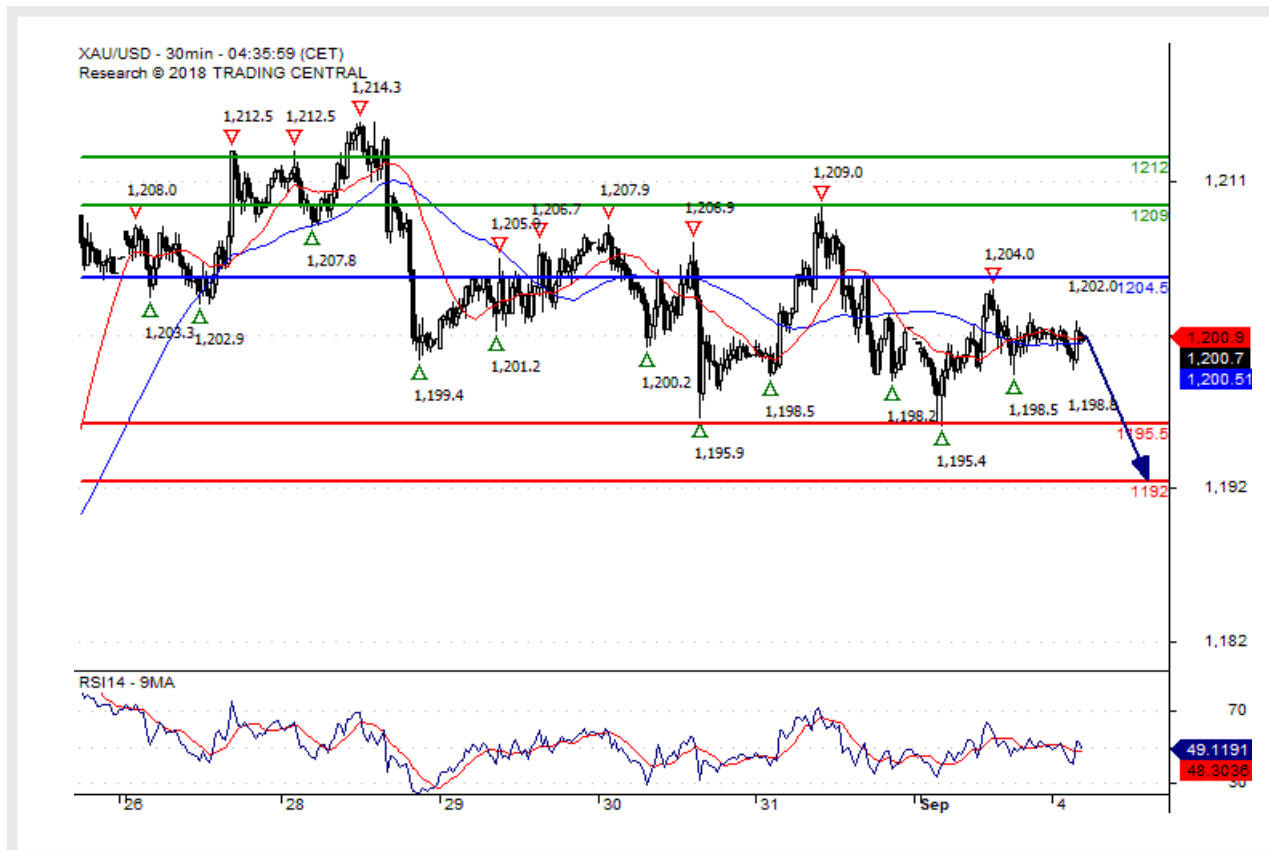 XAU/USD - 30min - 04:35:59 (CET)
Research © 2018 TRADING CENTRAL
1,214.3
1,212.5 1,212.5
1212
1,208.0 1,207.9 1,209.0 1,211
1,206.7 1,206.9 1209
1,207.8 1,204.0
1,202.0 1204.5
1,203.3 1,202.9
1,200.9
1,200.7
1,200.51
1,201.2 1,200.2
1,199.4 1,198.5 1,198.2 1,198.5 1,198.8
1195.5
1,195.9 1,195.4
1192 1,192
1,182
RSI14 - 9MA
70
49.1191
48.3036
30
26 28 29 30 31 Sep 4